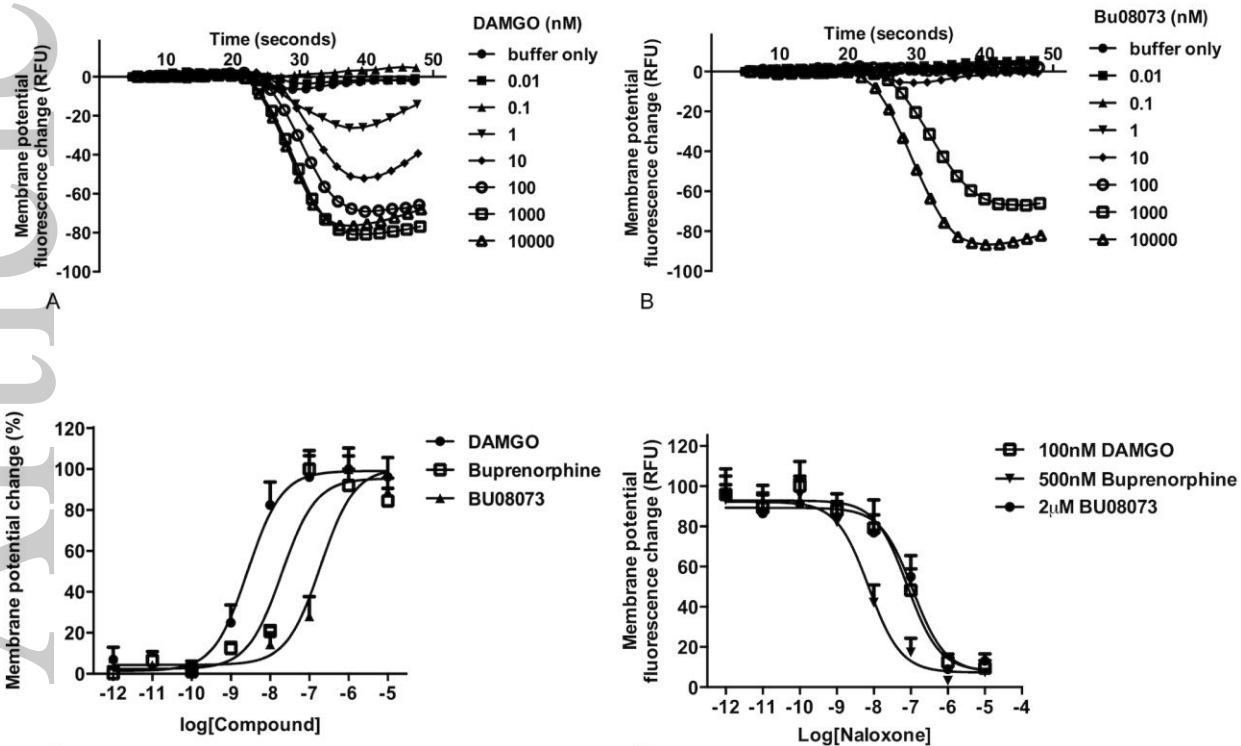 DAMGO (nM)
Time (seconds)
10 20 30 40 50
0
-20
-40
-60
-80
-100
Membrane potential
fluorescence change (RFU)
buffer only
0.01
0.1
1
10
100
1000
10000
A
Bu08073 (nM)
Time (seconds)
10 20 30 40 50
0
-20
-40
-60
-80
-100
Membrane potential
fluorescence change (RFU)
buffer only
0.01
0.1
1
10
100
1000
10000
B
Membrane potential change (%)
120
100
80
60
40
20
0
-12 -11 -10 -9 -8 -7 -6 -5
log[Compound]
DAMGO
Buprenorphine
BU08073
Membrane potential
fluorescence change (RFU)
120
100
80
60
40
20
0
-12 -11 -10 -9 -8 -7 -6 -5 -4
Log[Naloxone]
100nM DAMGO
500nM Buprenorphine
2μM BU08073
Article